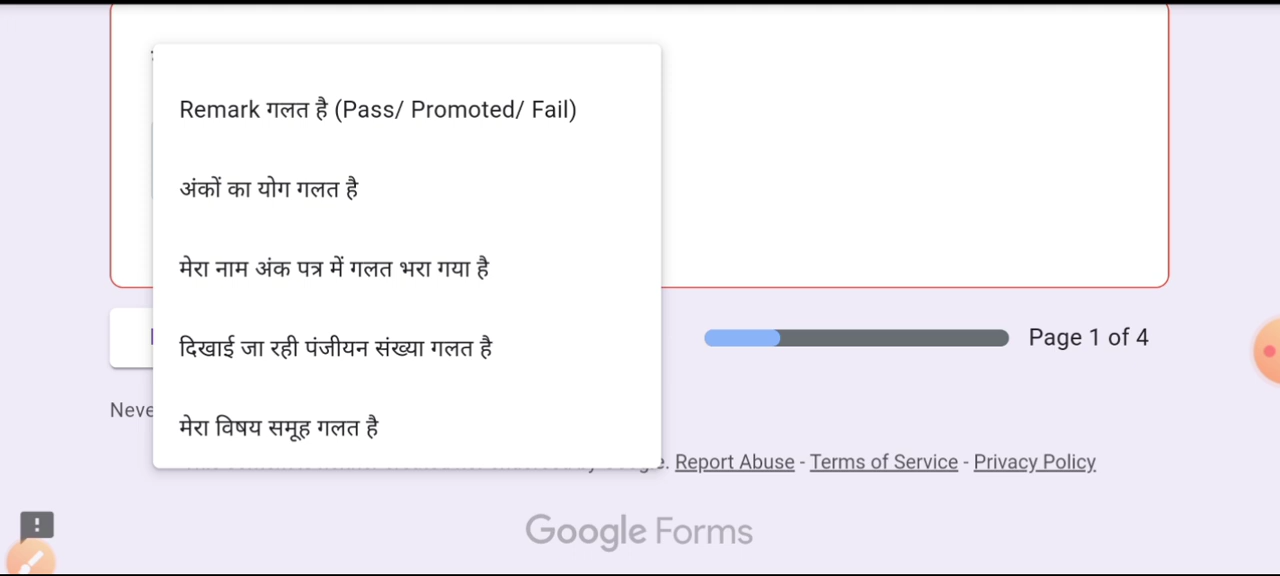 Remark गलत है (Pass/ Promoted/ Fail)
अंकों का योग गलत है
मेरा नाम अंक पत्र में गलत भरा गया है
दिखाई जा रही पंजीयन संख्या गलत है
Page 1 of 4
मेरा विषय समूह गलत है
Report Abuse - Terms of Service - Privacy Policy
Google Forms